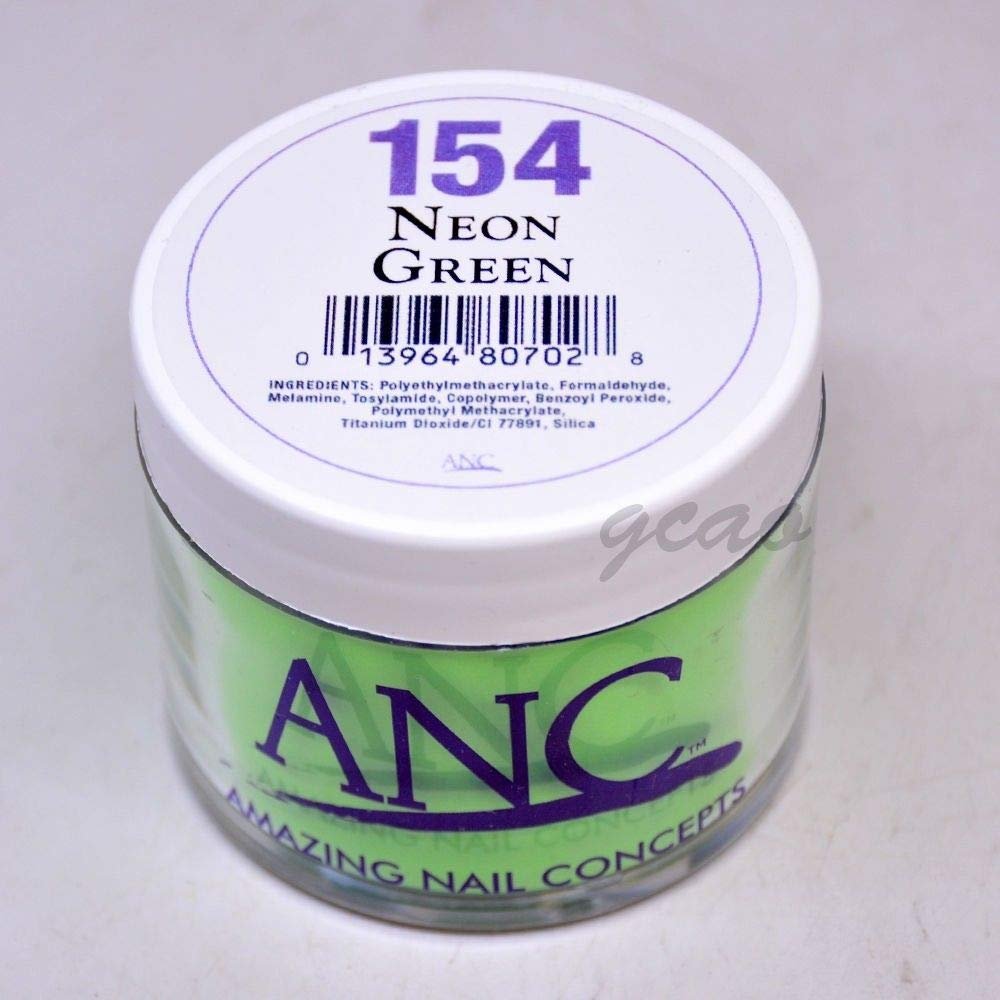 154
NEON
GREEN
0 13964 80702 8
INGREDIENTS: Polyethylmethacrylate, Formaldehyde,
Melamine, Tosylamide, Copolymer, Benzoyl Peroxide,
Polymethyl Methacrylate,
Titanium Dioxide/CI 77891, Silica
ANC
gcao
ANC™
AMAZING NAIL CONCEPTS